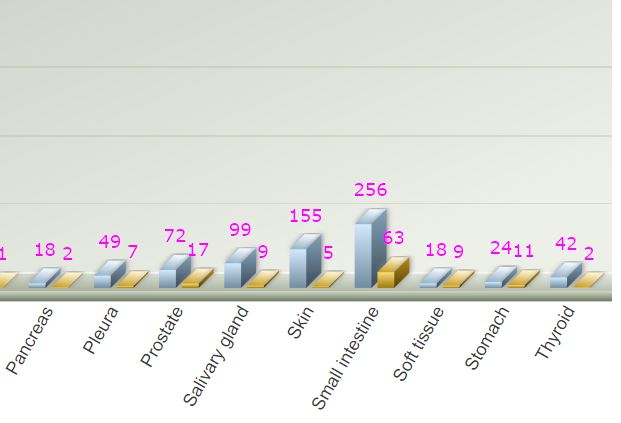 1
18 2
49 7
72 17
99 9
155 5
256 63
18 9
24 11
42 2
Pancreas
Pleura
Prostate
Salivary gland
Skin
Small intestine
Soft tissue
Stomach
Thyroid